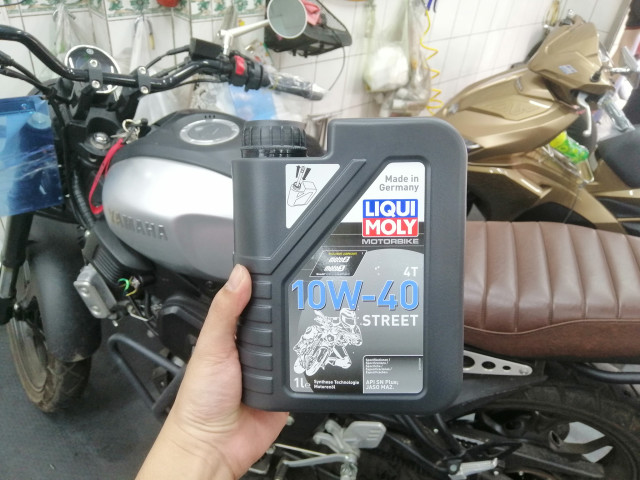 Made in
Germany
LIQUI
MOLY
MOTORBIKE
4T
10W-40
STREET
1L
Synthese Technologie
Motorenöl
API SN Plus,
JASO MA2
YAMAHA